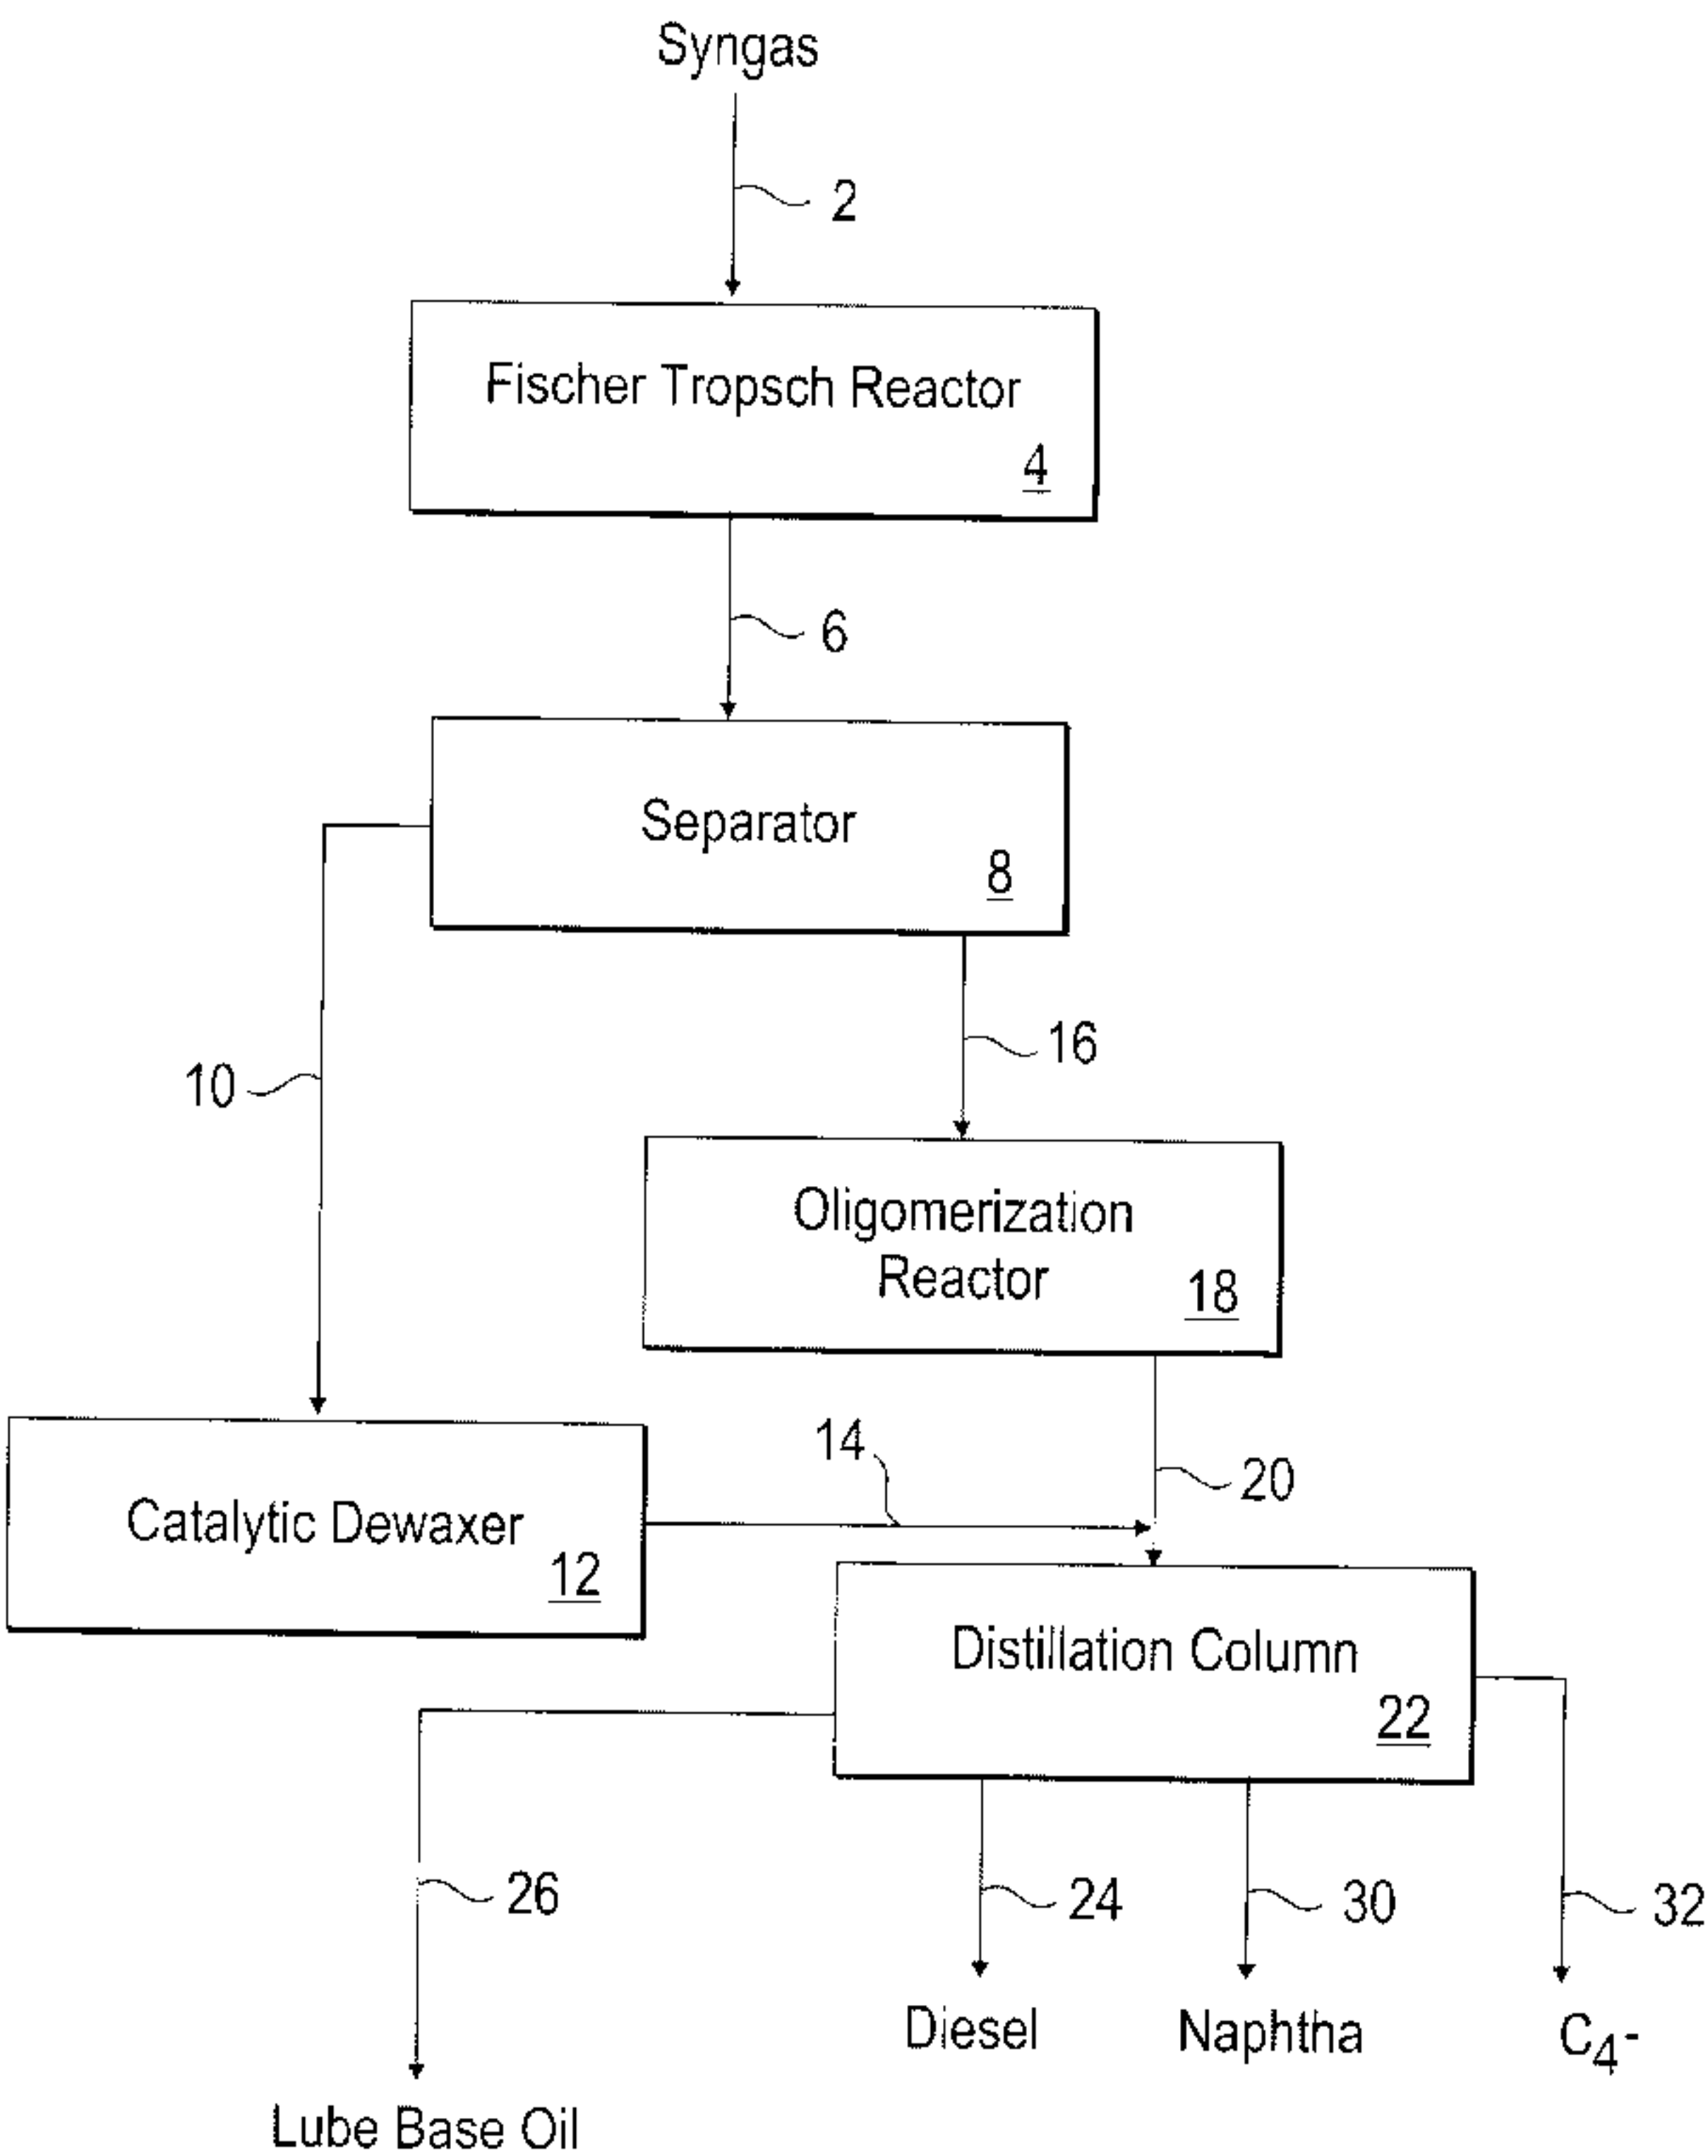 Syngas
2
Fischer Tropsch Reactor
4
6
Separator
8
10
16
Oligomerization
Reactor
18
14
20
Catalytic Dewaxer
12
Distillation Column
22
26
24
30
32
Diesel
Naphtha
C4-
Lube Base Oil